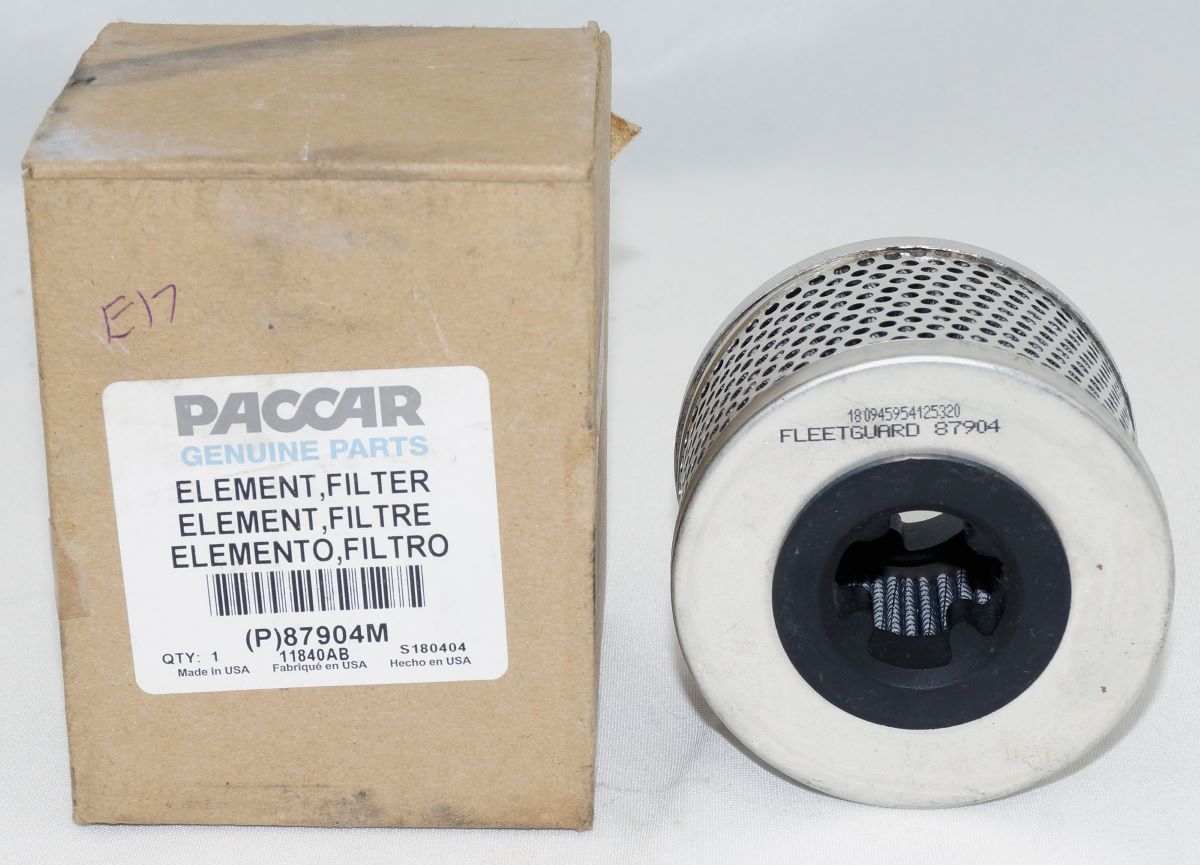 E17
PACCAR
GENUINE PARTS
ELEMENT,FILTER
ELEMENT,FILTRE
ELEMENTO,FILTRO
(P)87904M
QTY: 1 11840AB S180404
Made in USA Fabriqué en USA Hecho en USA
180945954125320
FLEETGUARD 87904